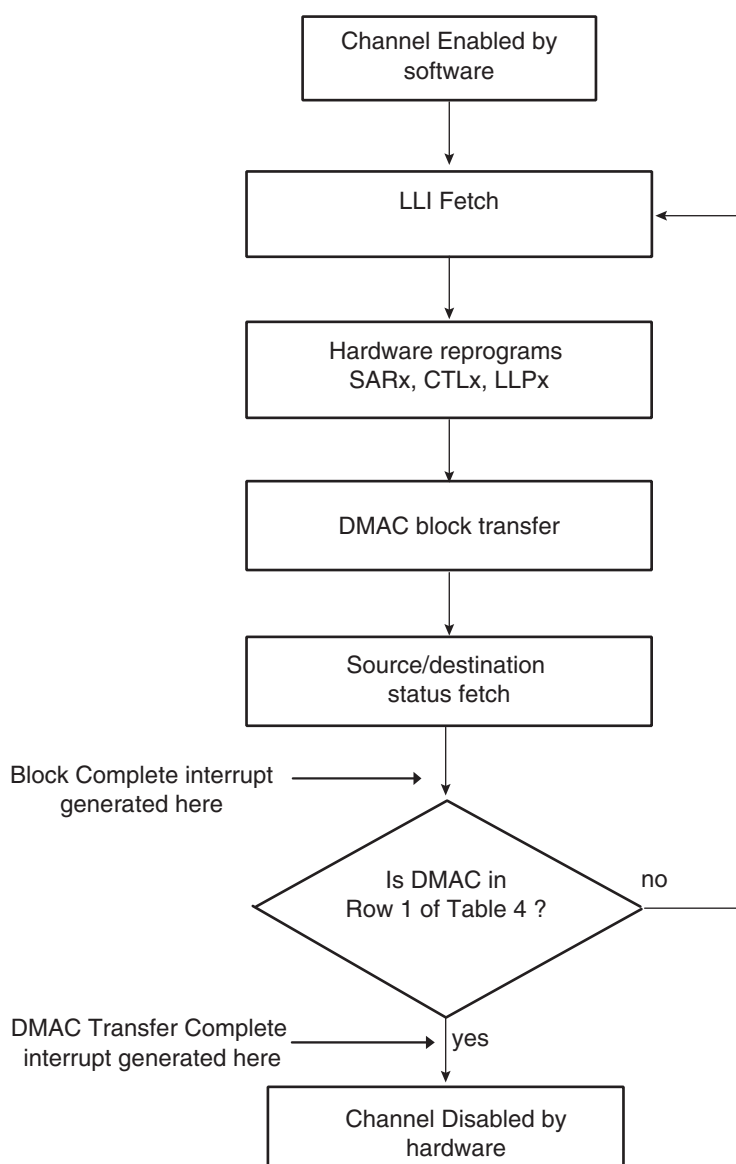 Channel Enabled by
software
LLI Fetch
Hardware reprograms
SARx, CTLx, LLPx
DMAC block transfer
Source/destination
status fetch
Block Complete interrupt
generated here
Is DMAC in
Row 1 of Table 4 ?
no
DMAC Transfer Complete
interrupt generated here
yes
Channel Disabled by
hardware